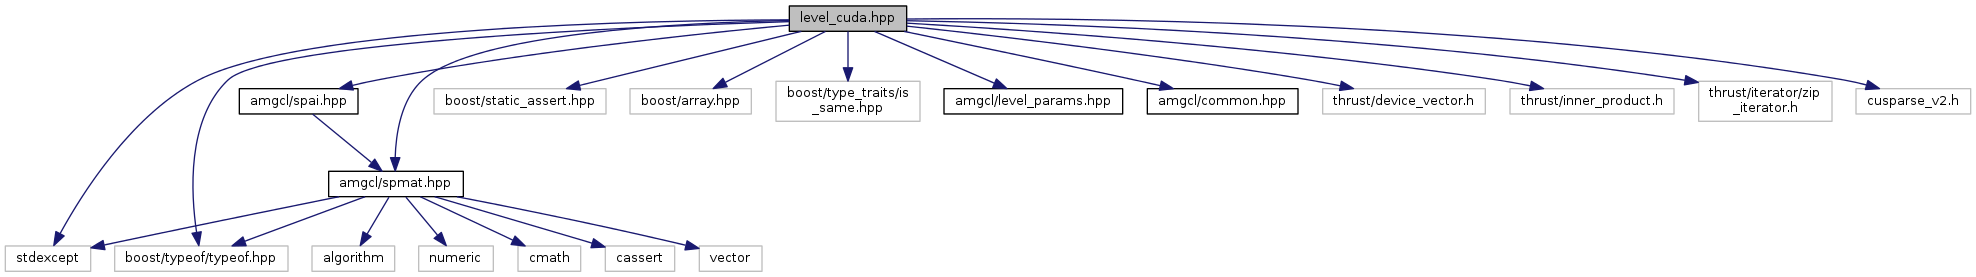 level_cuda.hpp
amgcl/spai.hpp
boost/static_assert.hpp
boost/array.hpp
boost/type_traits/is
_same.hpp
amgcl/level_params.hpp
amgcl/common.hpp
thrust/device_vector.h
thrust/inner_product.h
thrust/iterator/zip
_iterator.h
cusparse_v2.h
amgcl/spmat.hpp
stdexcept
boost/typeof/typeof.hpp
algorithm
numeric
cmath
cassert
vector